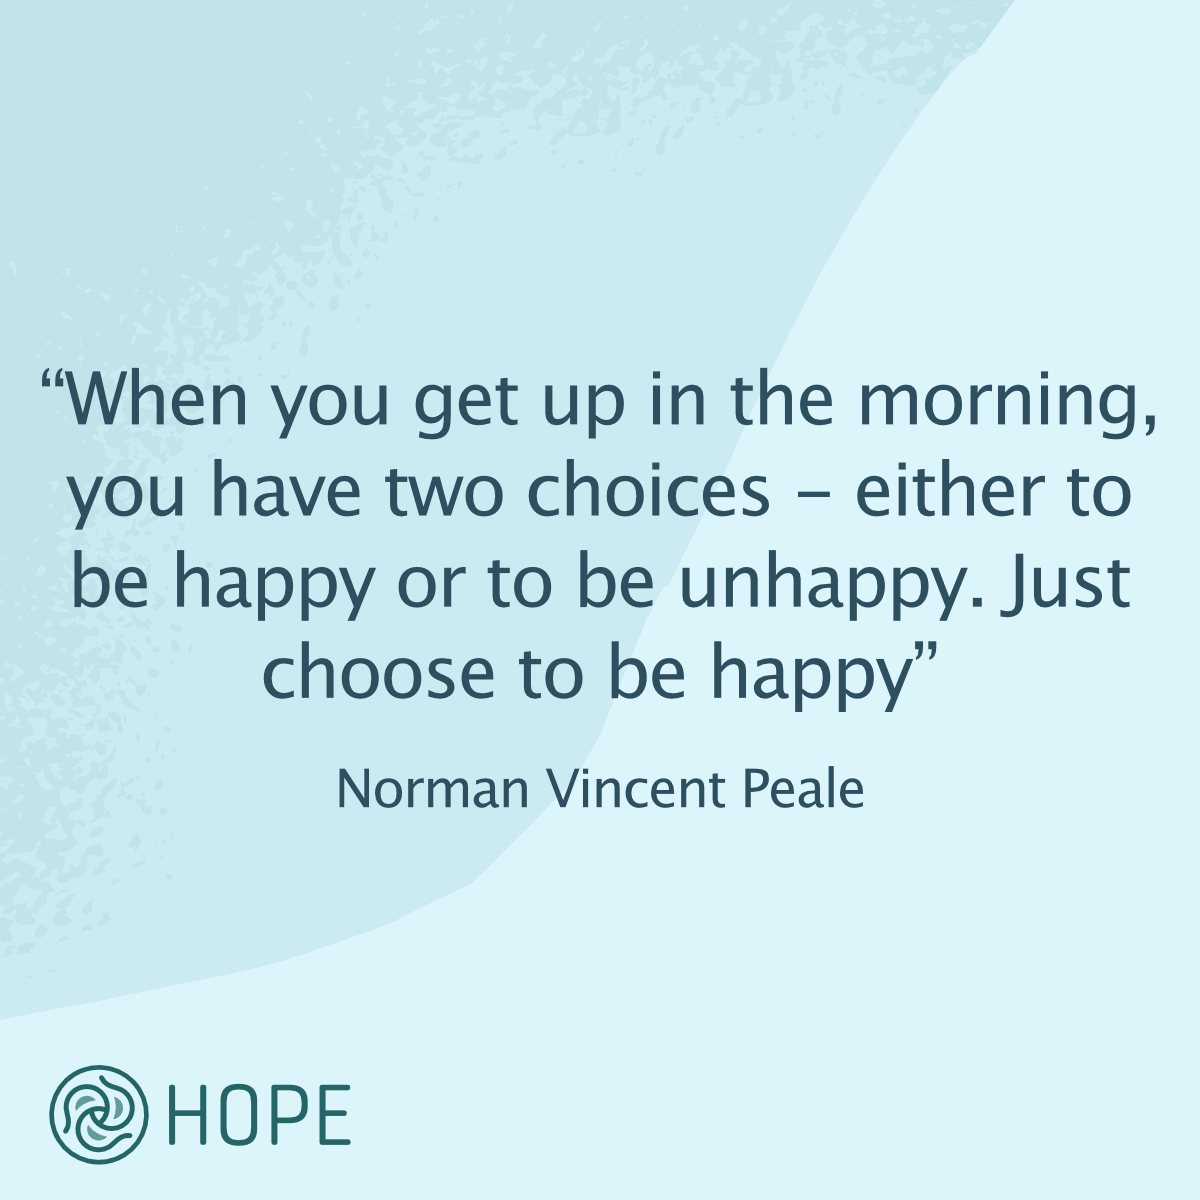 “When you get up in the morning,
you have two choices – either to
be happy or to be unhappy. Just
choose to be happy”
Norman Vincent Peale
HOPE